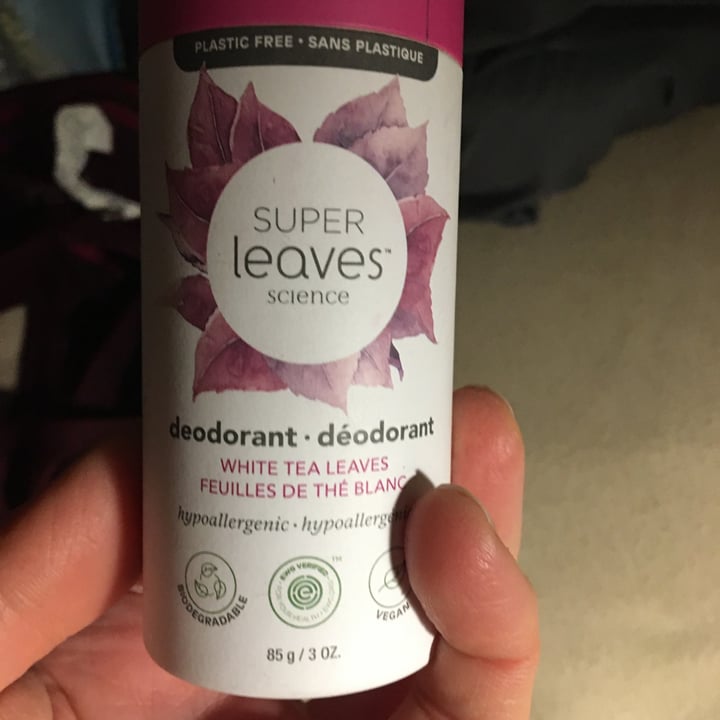 PLASTIC FREE • SANS PLASTIQUE
SUPER
leaves™
science
deodorant • déodorant
WHITE TEA LEAVES
FEUILLES DE THÉ BLANC
hypoallergenic •
BIODEGRADABLE
EWG VERIFIED
™
VEGAN
85 g / 3 OZ.